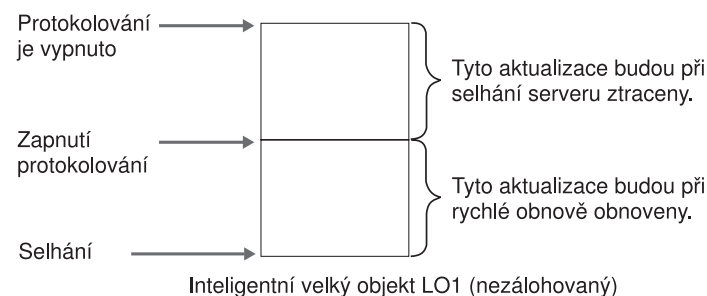 Protokolování
je vypnuto
Tyto aktualizace budou při
selhání serveru ztraceny.
Zapnutí
protokolování
Tyto aktualizace budou při
rychlé obnově obnoveny.
Selhání
Inteligentní velký objekt LO1 (nezálohovaný)